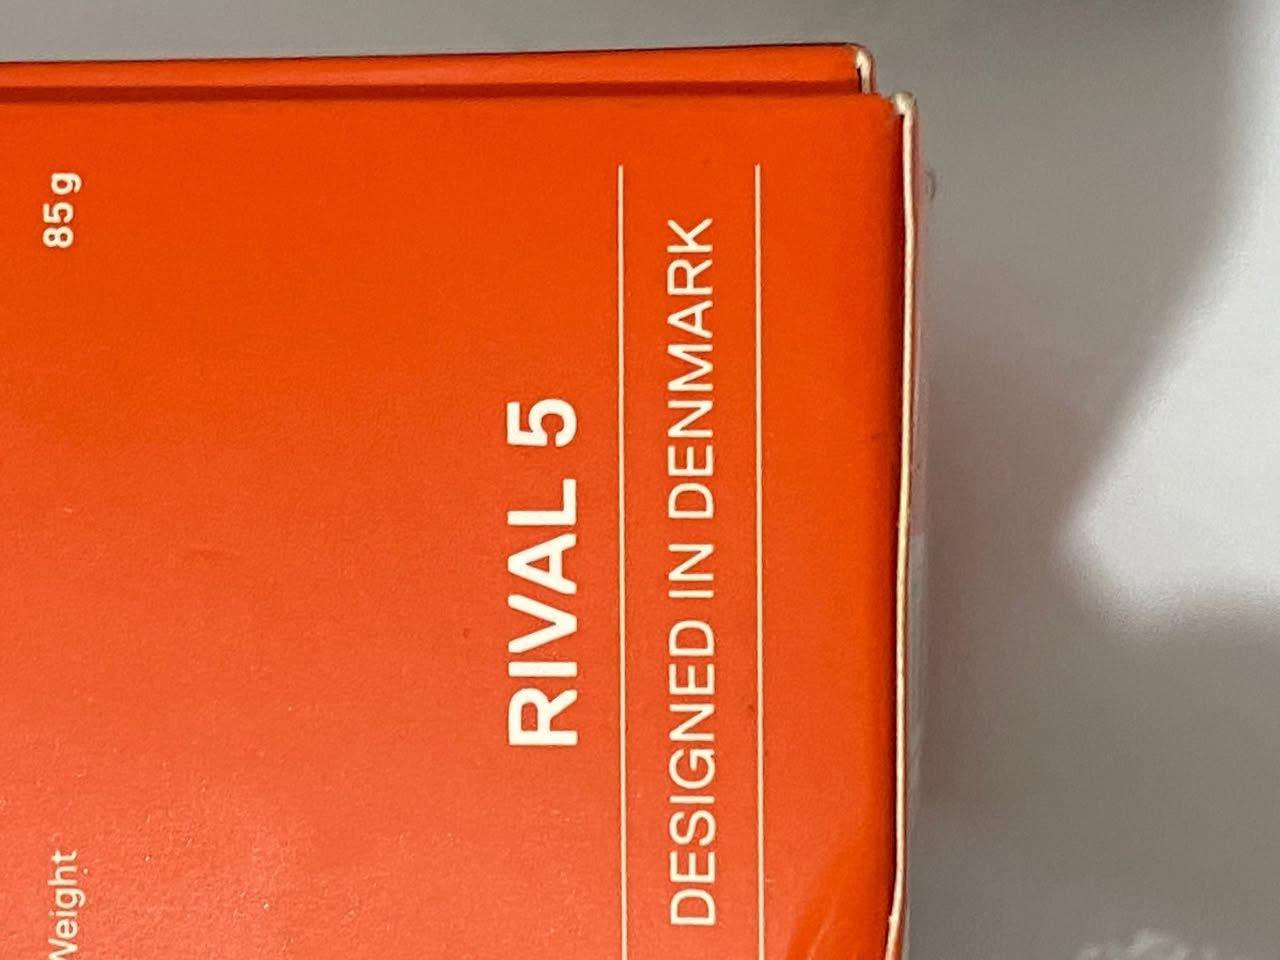 DESIGNED IN DENMARK
RIVAL 5
Weight 85 g